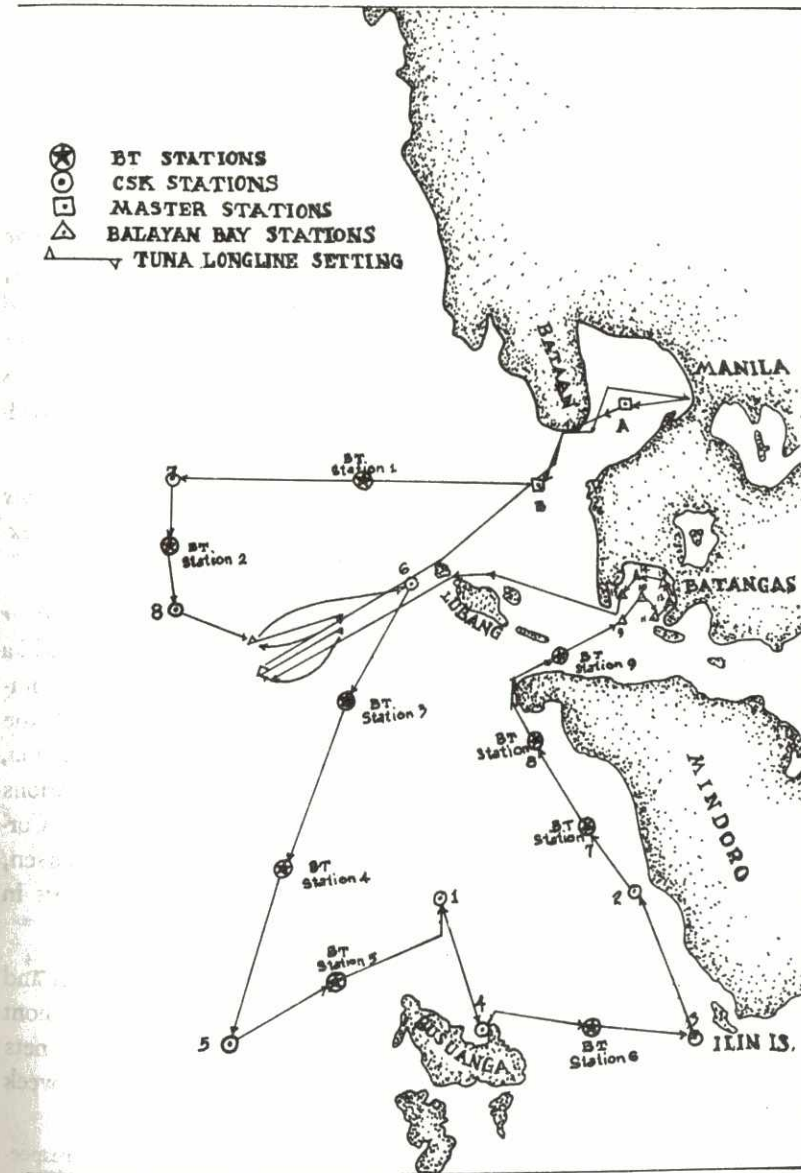 BT STATIONS
CSK STATIONS
MASTER STATIONS
BALAYAN BAY STATIONS
TUNA LONGLINE SETTING
BATAAN
MANILA
A
BT.
Station 1
7
B
BT.
Station 2
6
BATANGAS
8
LUBANG
9
BT
Station 9
BT.
Station 3
BT
Station
8
MINDORO
BT
Station
7
BT
Station 4
1
2
BT
Station 5
4
3
5
BUSUANGA
BT
Station 6
ILIN IS.